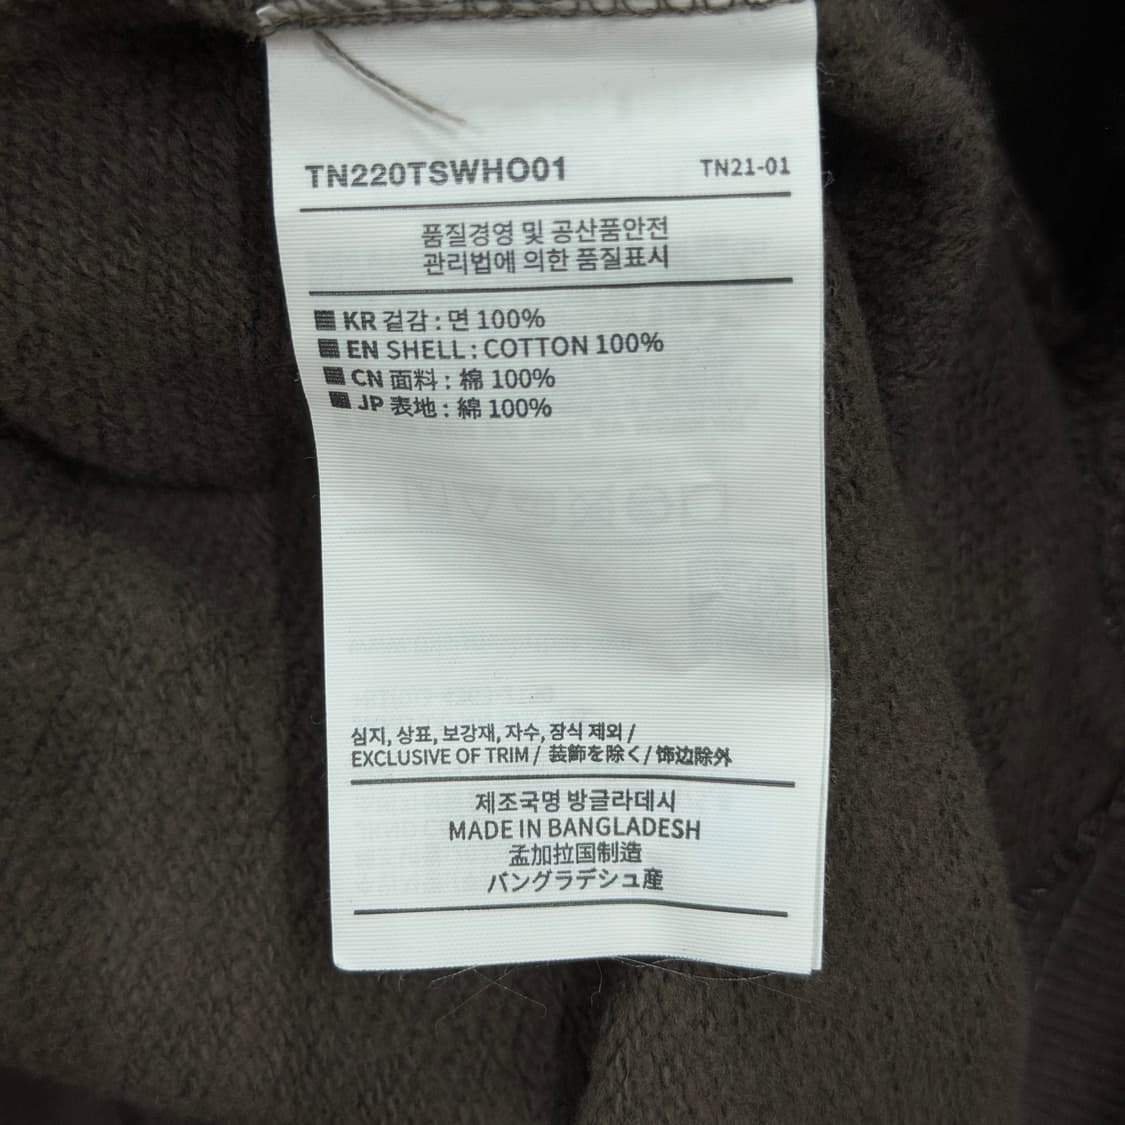 TN220TSWHO01 TN21-01
품질경영 및 공산품안전
관리법에 의한 품질표시
KR 겉감 : 면 100%
EN SHELL : COTTON 100%
CN 面料 : 棉 100%
JP 表地 : 綿 100%
심지, 상표, 보강재, 자수, 장식 제외 /
EXCLUSIVE OF TRIM / 装飾を除く / 饰边除外
제조국명 방글라데시
MADE IN BANGLADESH
孟加拉国制造
バングラデシュ産